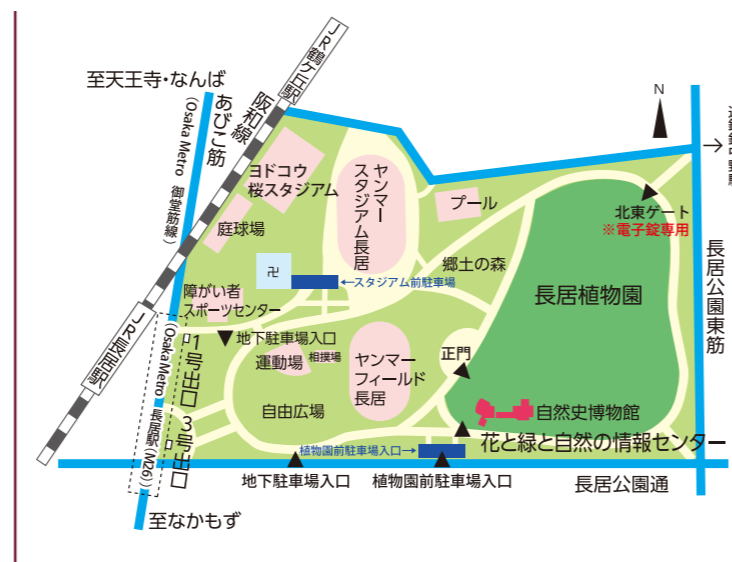 JR鶴ケ丘駅
至天王寺・なんば
阪和線
あびこ筋
(Osaka Metro 御堂筋線)
N
→
ヨドコウ
桜スタジアム
ヤンマー
スタジアム長居
プール
北東ゲート
※電子錠専用
庭球場
郷土の森
長居公園東筋
卍
←スタジアム前駐車場
長居植物園
障がい者
スポーツセンター
JR長居駅
地下駐車場入口
運動場
相撲場
ヤンマー
フィールド
長居
正門
1号出口
(Osaka Metro 長居駅(M26))
自由広場
自然史博物館
3号出口
植物園前駐車場入口→
花と緑と自然の情報センター
地下駐車場入口
植物園前駐車場入口
長居公園通
至なかもず